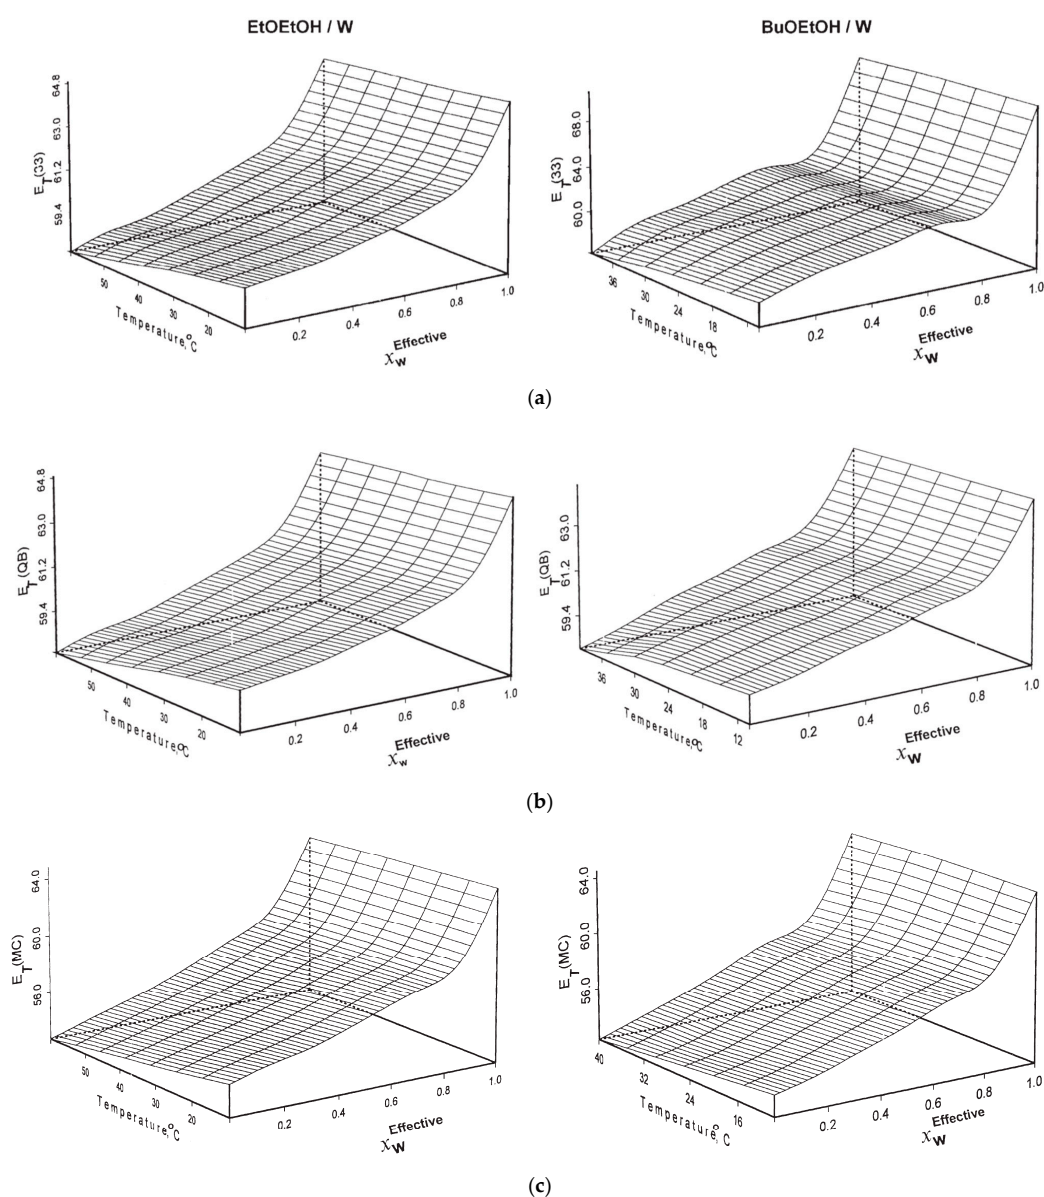 EtOEtOH / W
BuOEtOH / W
E_T(33)
64.8
63.0
61.2
59.4
50
40
30
20
Temperature,°C
0.2
0.4
0.6
0.8
1.0
Effective
x_W
E_T(33)
68.0
64.0
60.0
36
30
24
18
Temperature,°C
0.2
0.4
0.6
0.8
1.0
Effective
x_W
(a)
E_T(QB)
64.8
63.0
61.2
59.4
50
40
30
20
Temperature,°C
0.2
0.4
0.6
0.8
1.0
Effective
x_w
E_T(QB)
63.0
61.2
59.4
36
30
24
18
12
Temperature,°C
0.2
0.4
0.6
0.8
1.0
Effective
x_W
(b)
E_T(MC)
64.0
60.0
56.0
50
40
30
20
Temperature,°C
0.2
0.4
0.6
0.8
1.0
Effective
x_W
E_T(MC)
64.0
60.0
56.0
40
32
24
16
Temperature,°C
0.2
0.4
0.6
0.8
1.0
Effective
x_W
(c)